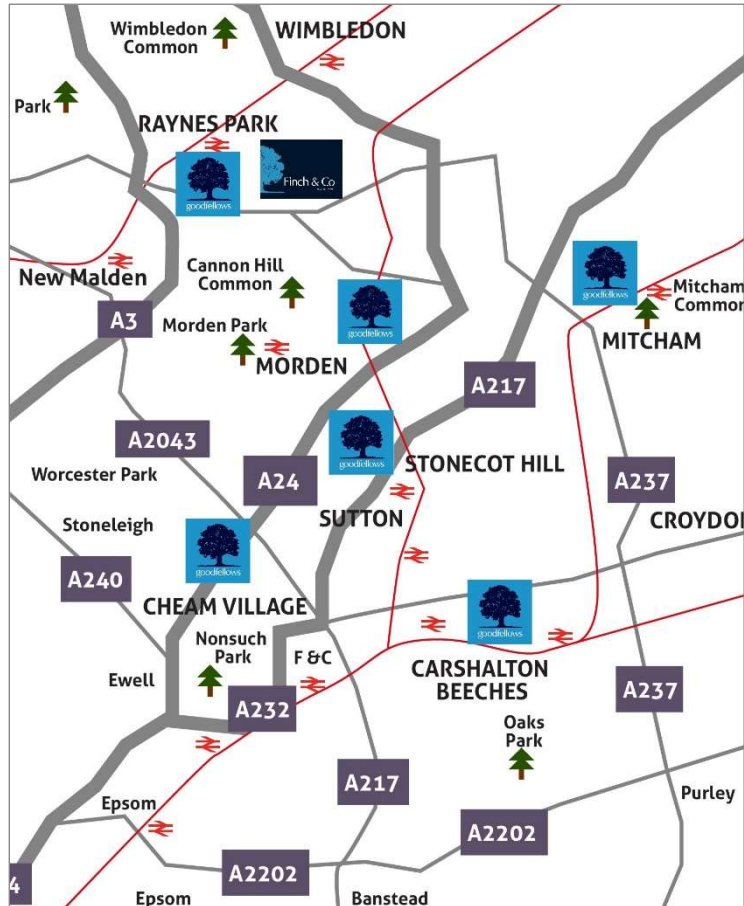 Wimbledon
Common
WIMBLEDON
Park
RAYNES PARK
goodfellows
Finch & Co
New Malden
Cannon Hill
Common
goodfellows
Mitcham
Common
A3
Morden Park
goodfellows
MITCHAM
MORDEN
A217
A2043
goodfellows
STONECOT HILL
Worcester Park
A24
A237
SUTTON
CROYDO
Stoneleigh
goodfellows
A240
CHEAM VILLAGE
goodfellows
Nonsuch
Park
F & C
Ewell
CARSHALTON
BEECHES
A232
A237
Oaks
Park
A217
Purley
Epsom
A2202
A2202
4
Epsom
Banstead